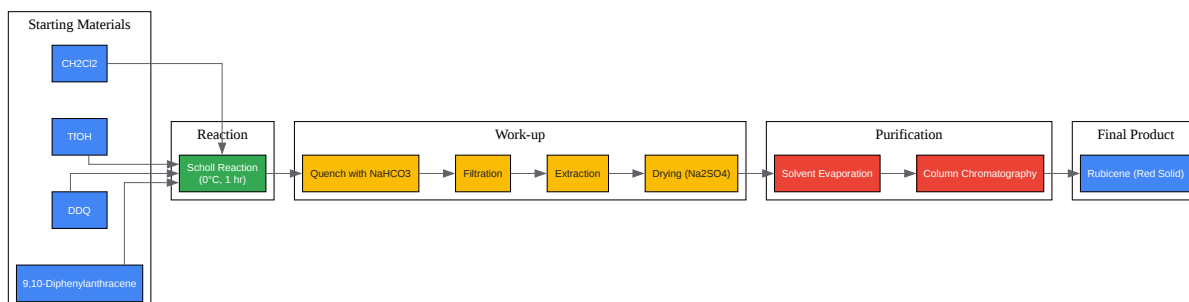 Starting Materials
CH2Cl2
TfOH
DDQ
9,10-Diphenylanthracene
Reaction
Scholl Reaction
(0°C, 1 hr)
Work-up
Quench with NaHCO3
Filtration
Extraction
Drying (Na2SO4)
Purification
Solvent Evaporation
Column Chromatography
Final Product
Rubicene (Red Solid)